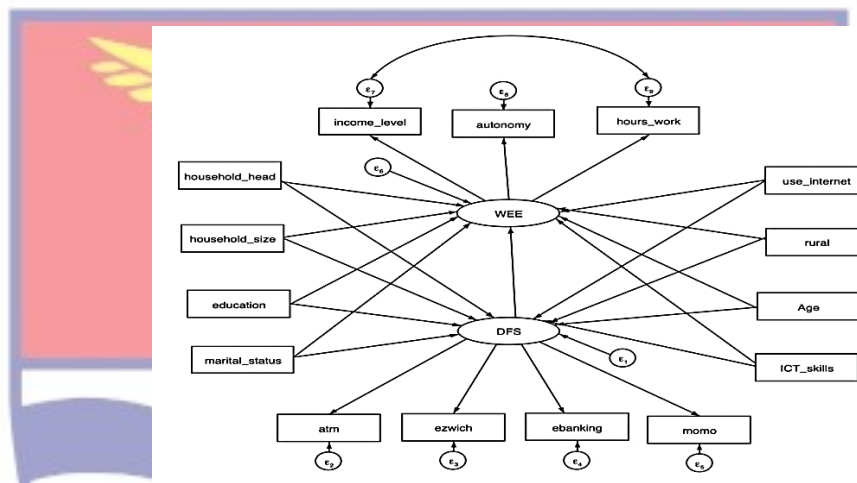 ε7
ε8
ε9
income_level
autonomy
hours_work
ε6
household_head
use_internet
WEE
household_size
rural
education
Age
DFS
marital_status
ε1
ICT_skills
atm
ezwich
ebanking
momo
ε2
ε3
ε4
ε5